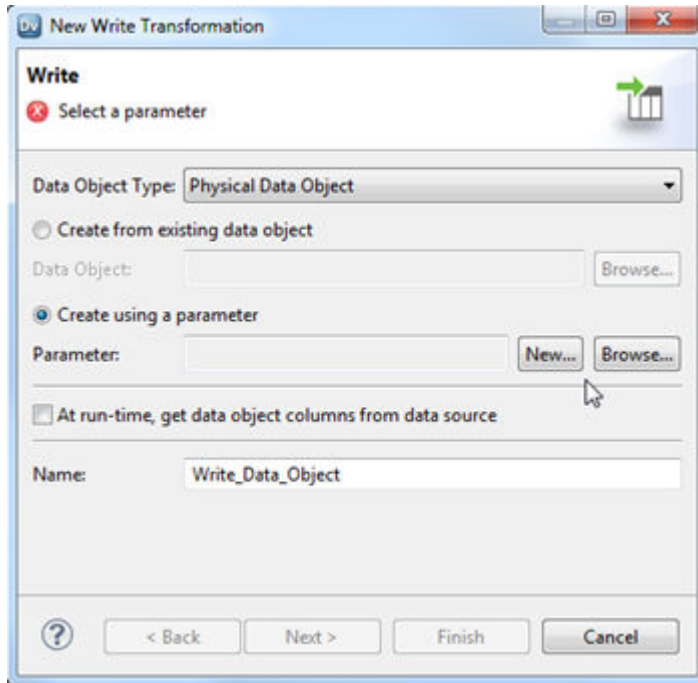 Dv New Write Transformation
Write
Select a parameter
Data Object Type: Physical Data Object
Create from existing data object
Data Object: Browse...
Create using a parameter
Parameter: New... Browse...
At run-time, get data object columns from data source
Name: Write_Data_Object
? < Back Next > Finish Cancel